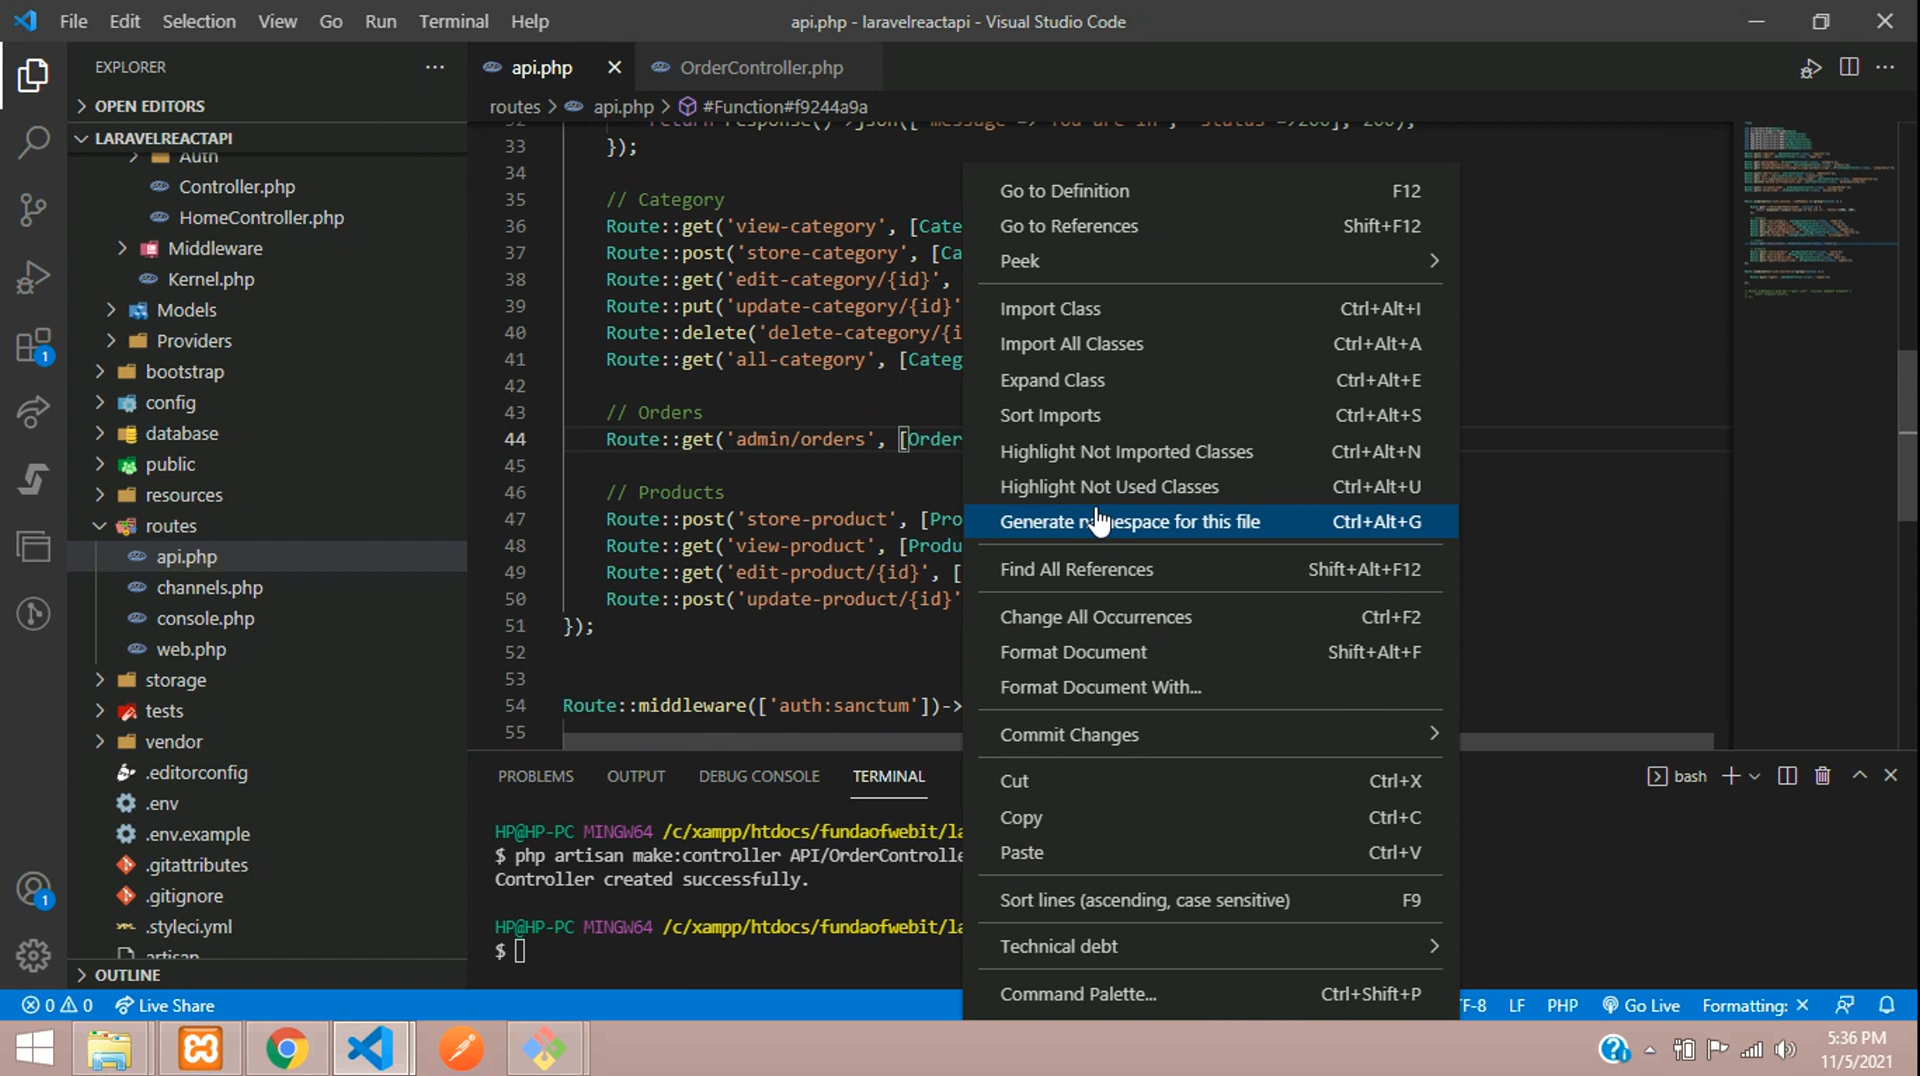 File Edit Selection View Go Run Terminal Help
api.php - laravelreactapi - Visual Studio Code
EXPLORER
OPEN EDITORS
LARAVELREACTAPI
Auth
Controller.php
HomeController.php
Middleware
Kernel.php
Models
Providers
bootstrap
config
database
public
resources
routes
api.php
channels.php
console.php
web.php
storage
tests
vendor
.editorconfig
.env
.env.example
.gitattributes
.gitignore
.styleci.yml
artisan
OUTLINE
api.php
OrderController.php
routes > api.php > #Function#f9244a9a
33 });
34
35 // Category
36 Route::get('view-category', [Cate
37 Route::post('store-category', [Ca
38 Route::get('edit-category/{id}',
39 Route::put('update-category/{id}'
40 Route::delete('delete-category/{i
41 Route::get('all-category', [Categ
42
43 // Orders
44 Route::get('admin/orders', [Order
45
46 // Products
47 Route::post('store-product', [Pro
48 Route::get('view-product', [Produ
49 Route::get('edit-product/{id}', [
50 Route::post('update-product/{id}'
51 });
52
53
54 Route::middleware(['auth:sanctum'])->
55
Go to Definition F12
Go to References Shift+F12
Peek
Import Class Ctrl+Alt+I
Import All Classes Ctrl+Alt+A
Expand Class Ctrl+Alt+E
Sort Imports Ctrl+Alt+S
Highlight Not Imported Classes Ctrl+Alt+N
Highlight Not Used Classes Ctrl+Alt+U
Generate namespace for this file Ctrl+Alt+G
Find All References Shift+Alt+F12
Change All Occurrences Ctrl+F2
Format Document Shift+Alt+F
Format Document With...
Commit Changes
Cut Ctrl+X
Copy Ctrl+C
Paste Ctrl+V
Sort lines (ascending, case sensitive) F9
Technical debt
Command Palette... Ctrl+Shift+P
PROBLEMS OUTPUT DEBUG CONSOLE TERMINAL
bash
HP@HP-PC MINGW64 /c/xampp/htdocs/fundaofwebit/la
$ php artisan make:controller API/OrderControlle
Controller created successfully.
HP@HP-PC MINGW64 /c/xampp/htdocs/fundaofwebit/la
$
0 0 Live Share
TF-8 LF PHP Go Live Formatting: ×
1
1
5:36 PM
11/5/2021